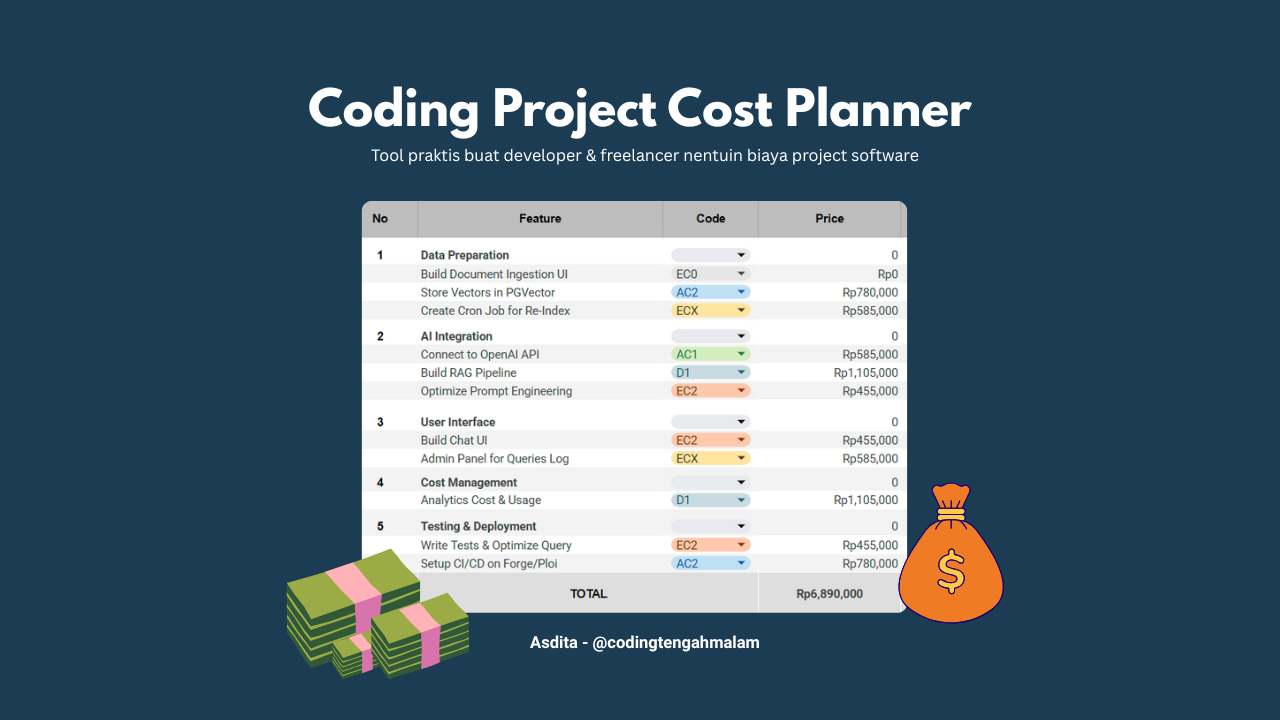 Coding Project Cost Planner
Tool praktis buat developer & freelancer nentuin biaya project software
No Feature Code Price
1 Data Preparation 0
Build Document Ingestion UI EC0 Rp0
Store Vectors in PGVector AC2 Rp780,000
Create Cron Job for Re-Index ECX Rp585,000
2 AI Integration 0
Connect to OpenAI API AC1 Rp585,000
Build RAG Pipeline D1 Rp1,105,000
Optimize Prompt Engineering EC2 Rp455,000
3 User Interface 0
Build Chat UI EC2 Rp455,000
Admin Panel for Queries Log ECX Rp585,000
4 Cost Management 0
Analytics Cost & Usage D1 Rp1,105,000
5 Testing & Deployment 0
Write Tests & Optimize Query EC2 Rp455,000
Setup CI/CD on Forge/Ploi AC2 Rp780,000
TOTAL Rp6,890,000
$
Asdita - @codingtengahmalam